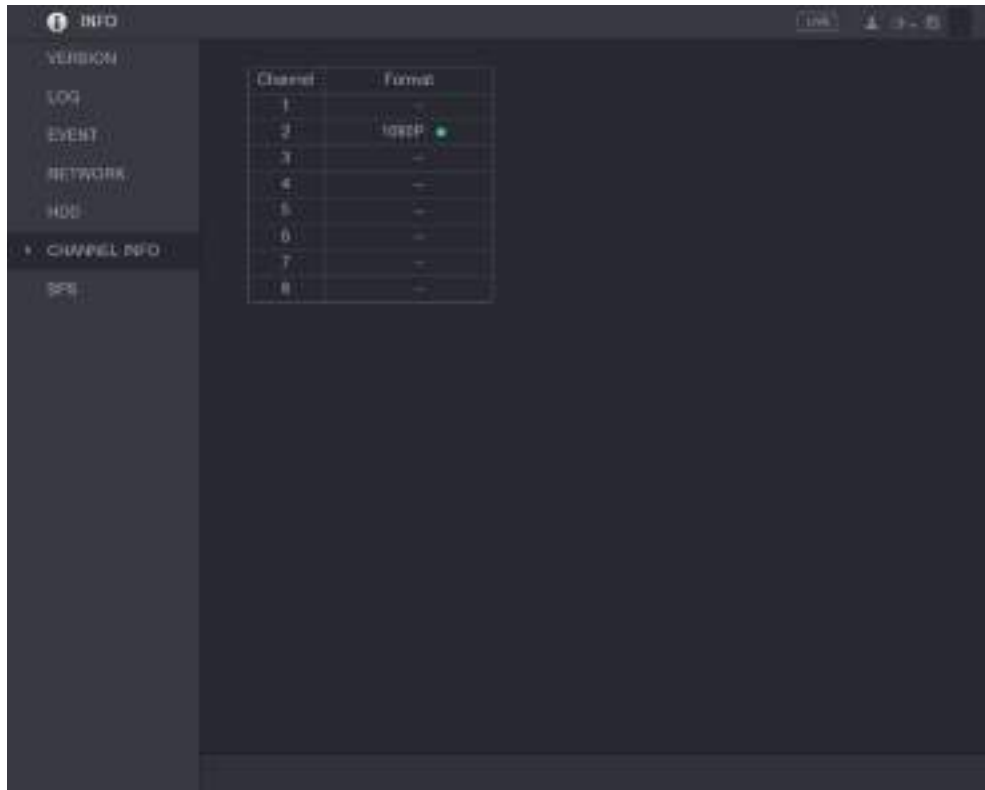 INFO
LIVE
VERSION
LOG
EVENT
NETWORK
HDD
CHANNEL INFO
BPS
Channel Format
1 --
2 1080P
3 --
4 --
5 --
6 --
7 --
8 --